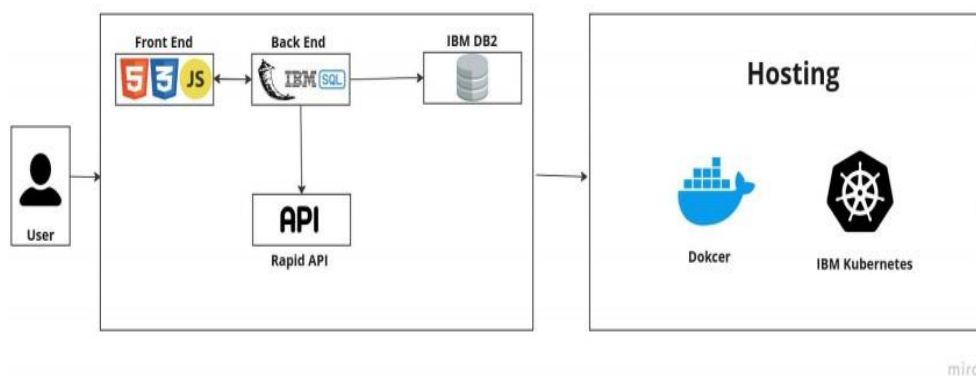 Front End
Back End
IBM DB2
5
3
JS
IBM
SQL
Hosting
User
API
Rapid API
Dokcer
IBM Kubernetes
miro